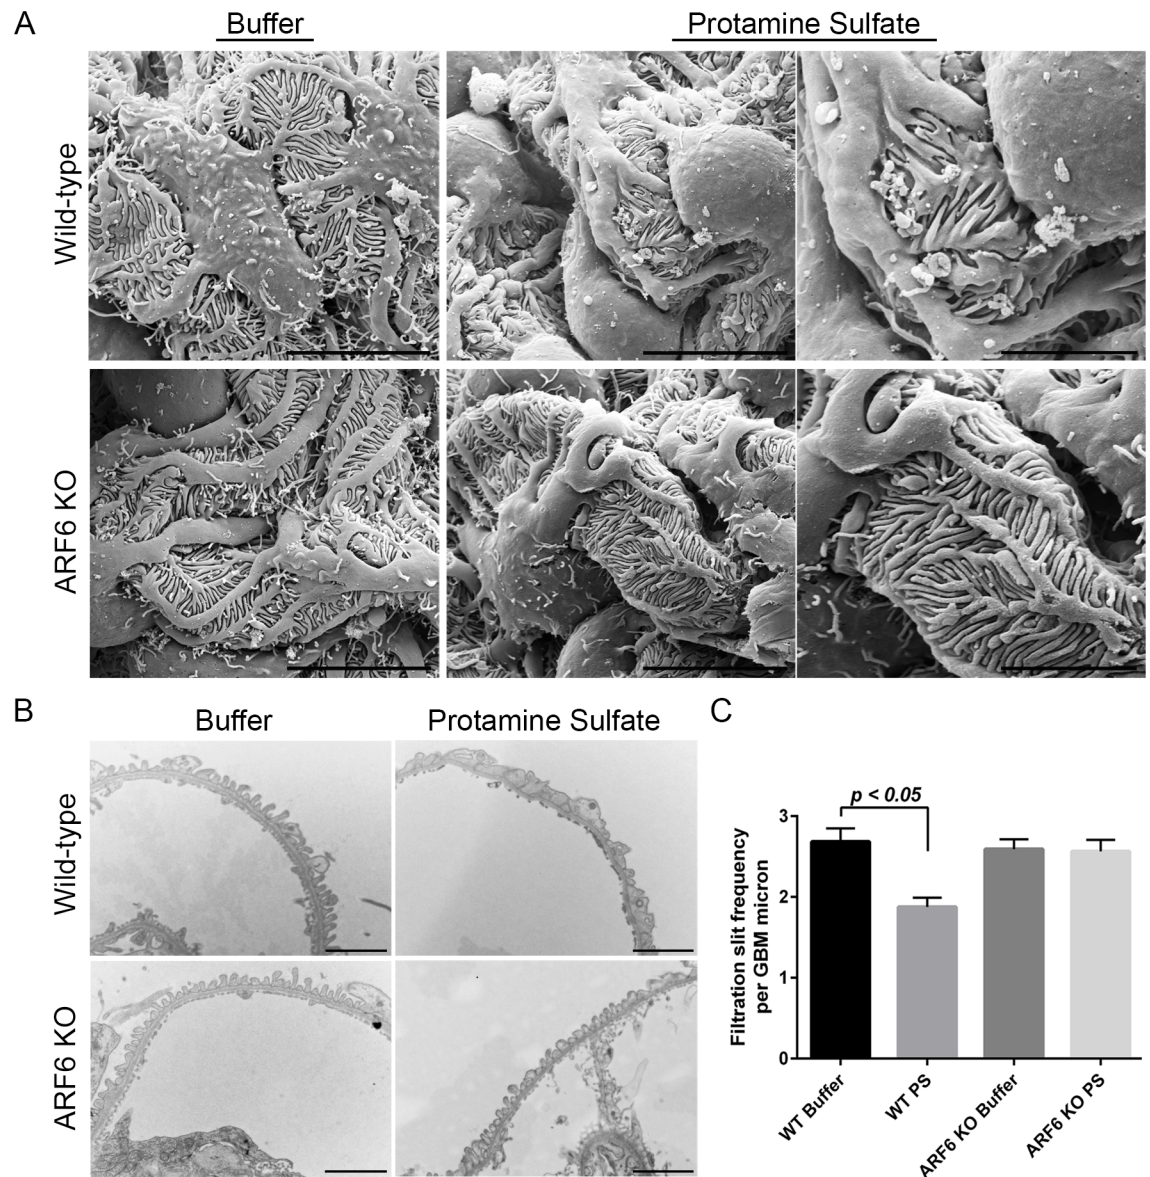 A
Buffer
Protamine Sulfate
Wild-type
ARF6 KO
B
Buffer
Protamine Sulfate
Wild-type
ARF6 KO
C
p < 0.05
Filtration slit frequency
per GBM micron
3
2
1
0
WT Buffer
WT PS
ARF6 KO Buffer
ARF6 KO PS